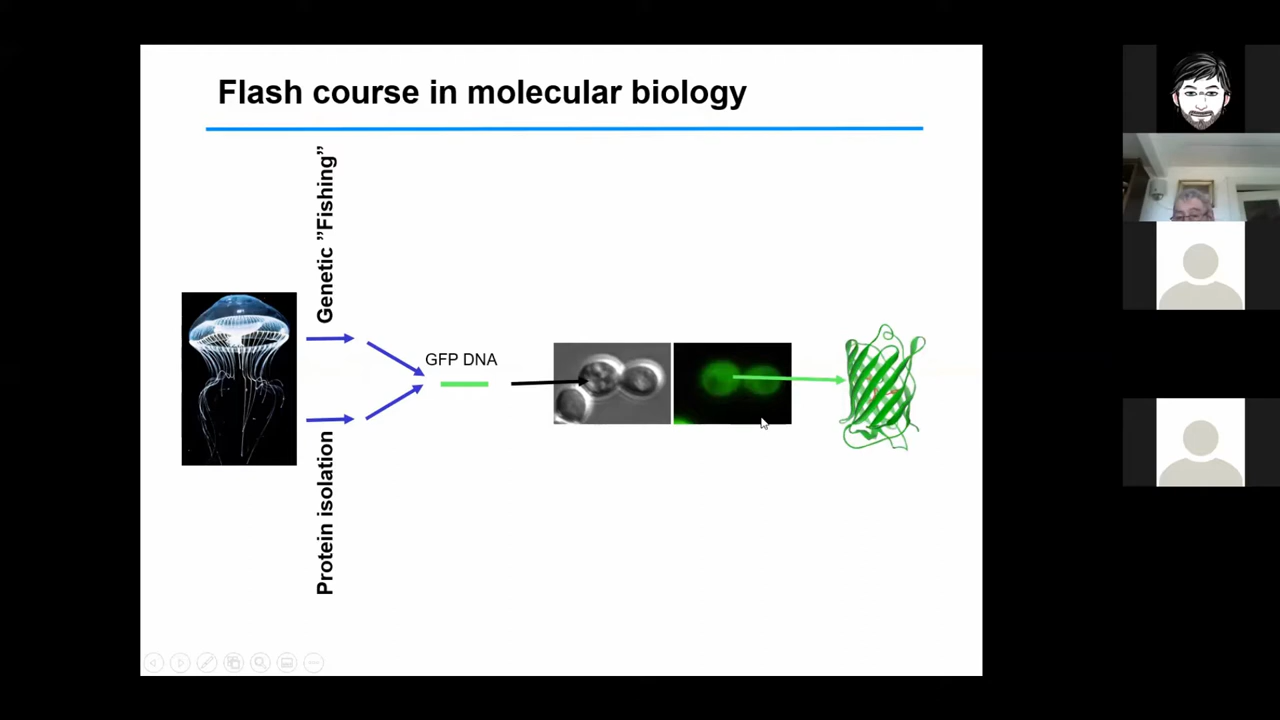 Flash course in molecular biology
Genetic ”Fishing”
GFP DNA
Protein isolation